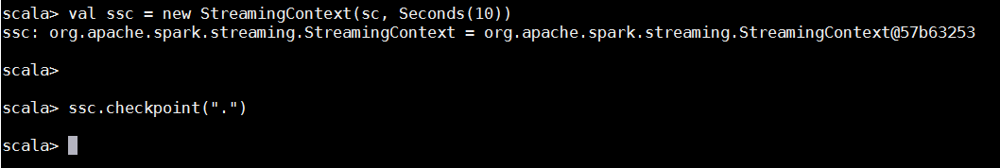 scala> val ssc = new StreamingContext(sc, Seconds(10))
ssc: org.apache.spark.streaming.StreamingContext = org.apache.spark.streaming.StreamingContext@57b63253
scala>
scala> ssc.checkpoint(".")
scala>